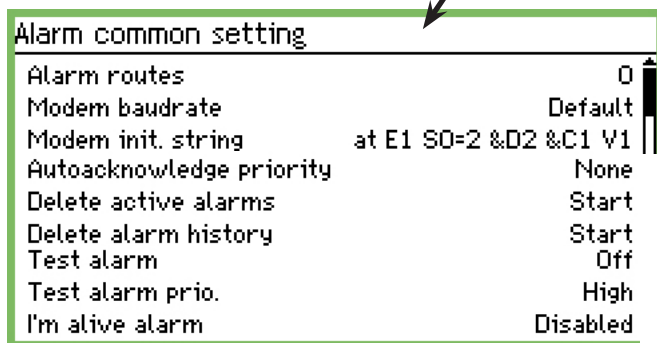 Alarm common setting
Alarm routes 0
Modem baudrate Default
Modem init. string at E1 S0=2 &D2 &C1 V1
Autoacknowledge priority None
Delete active alarms Start
Delete alarm history Start
Test alarm Off
Test alarm prio. High
I'm alive alarm Disabled